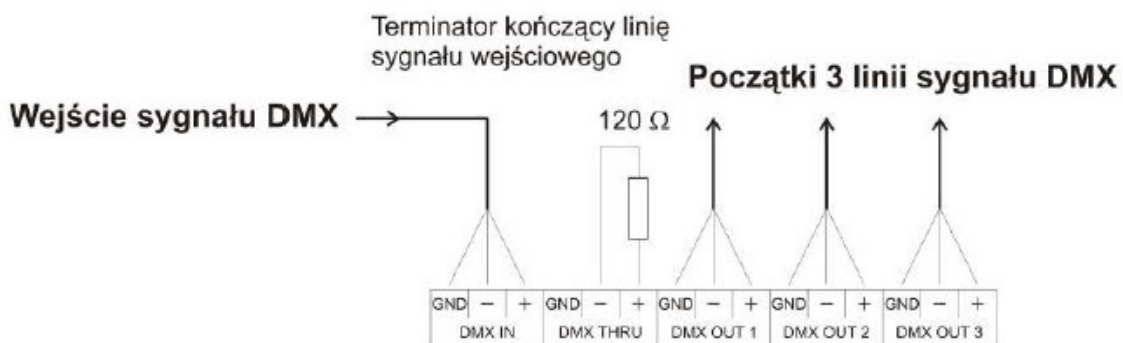 Terminator kończący linię
sygnału wejściowego
Początki 3 linii sygnału DMX
Wejście sygnału DMX
120 Ω
GND − + GND − + GND − + GND − + GND − +
DMX IN DMX THRU DMX OUT 1 DMX OUT 2 DMX OUT 3